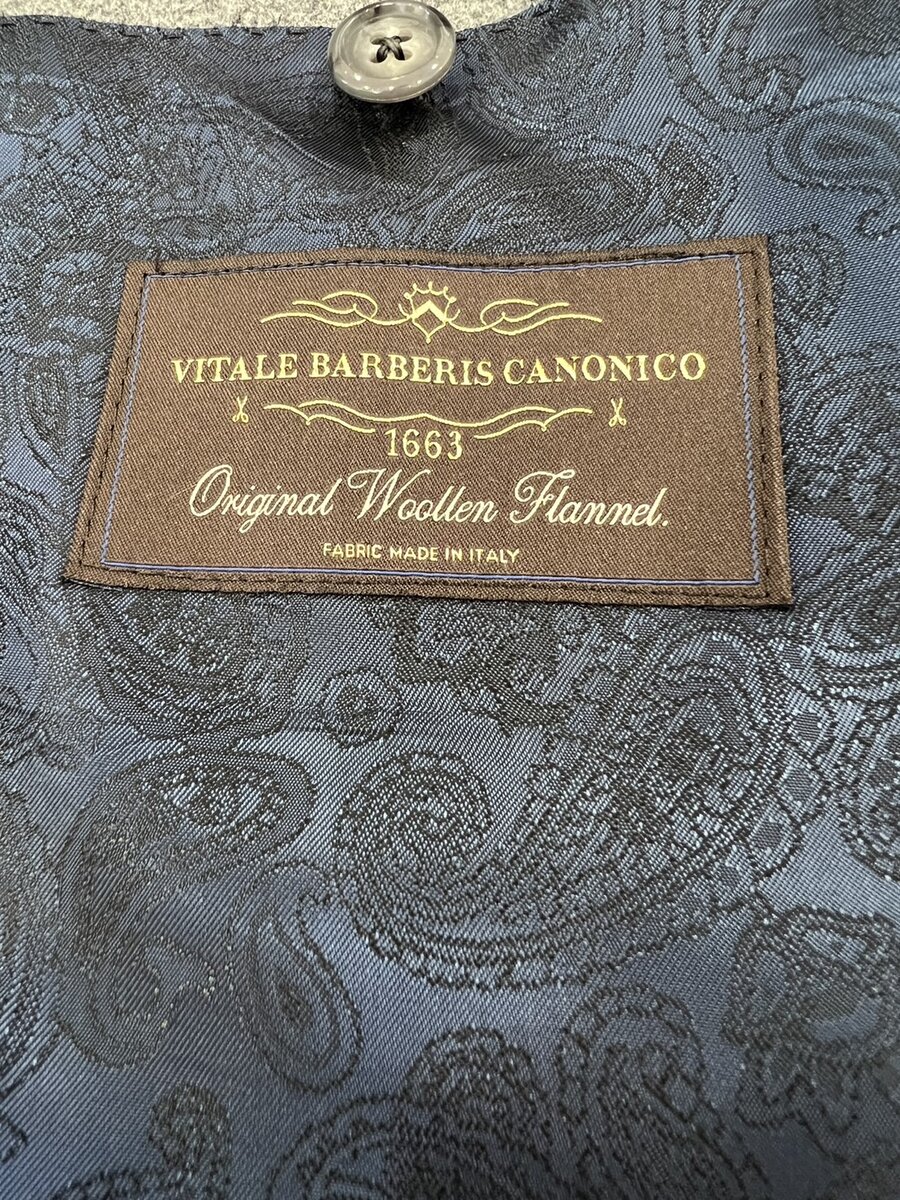 VITALE BARBERIS CANONICO
1663
Original Woollen Flannel.
FABRIC MADE IN ITALY